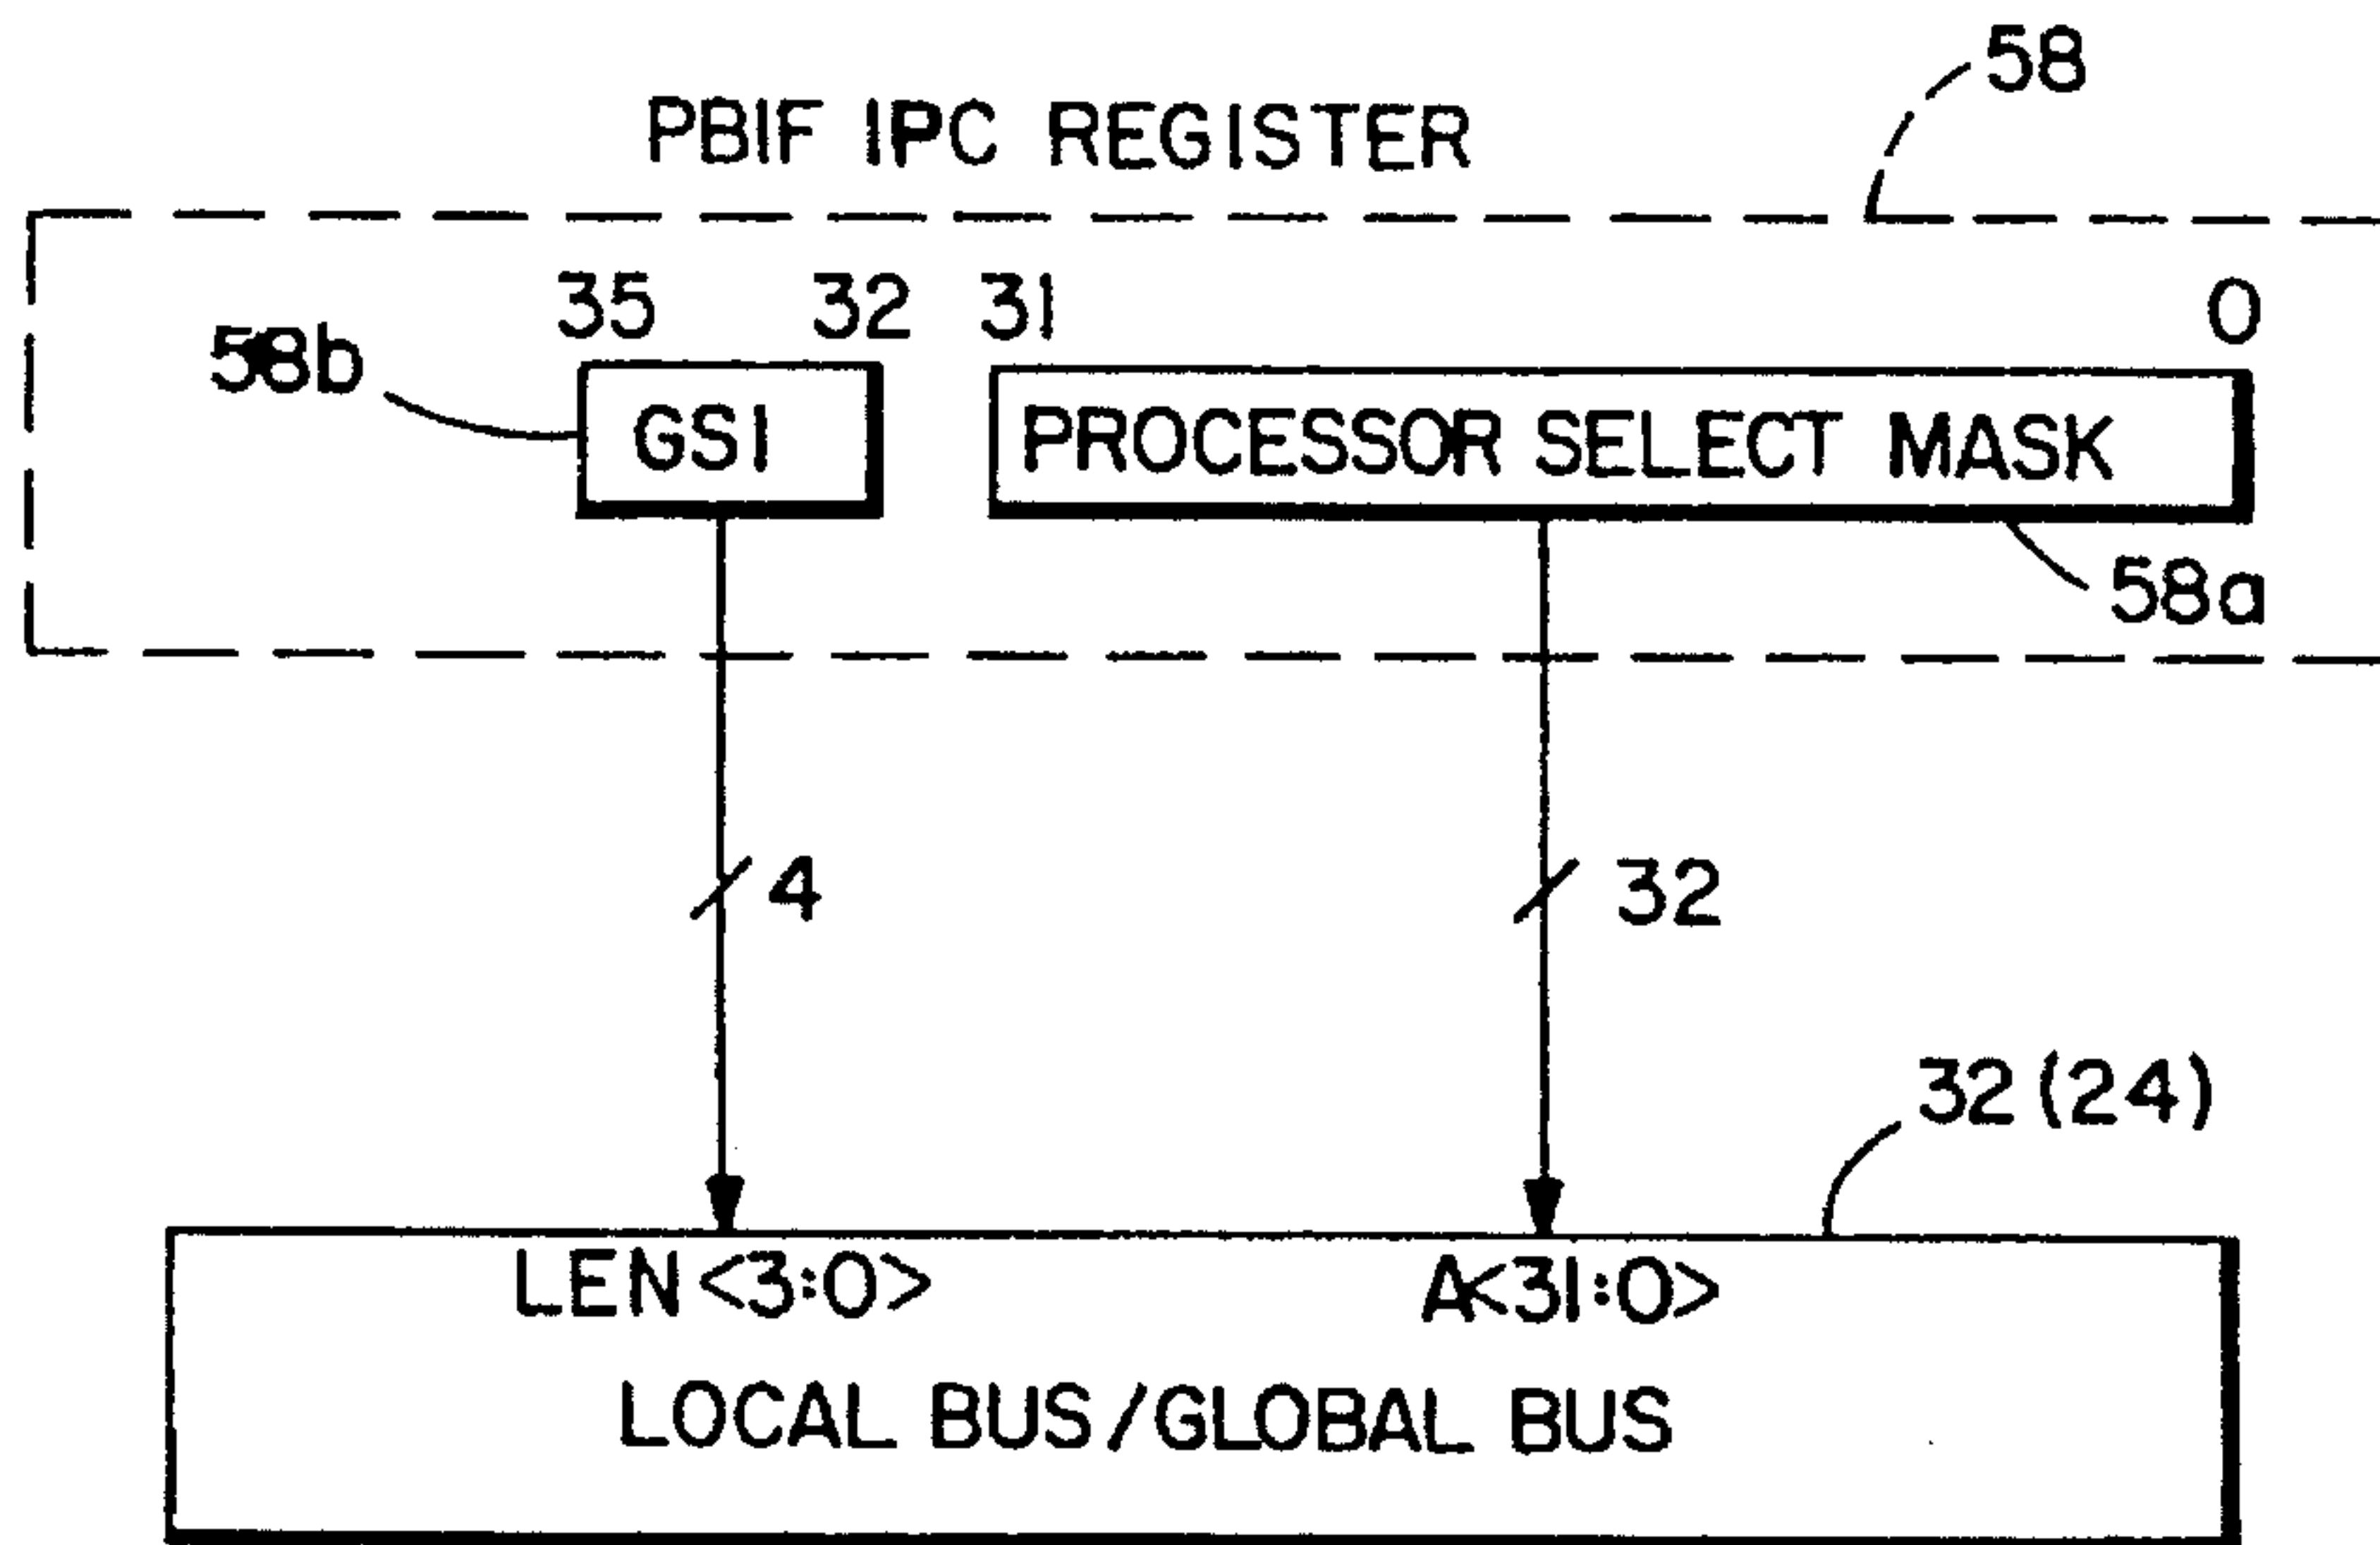 58
PBIF IPC REGISTER
35 32 31 0
58b
GSI PROCESSOR SELECT MASK
58a
4 32
32(24)
LEN<3:0> A<31:0>
LOCAL BUS/GLOBAL BUS